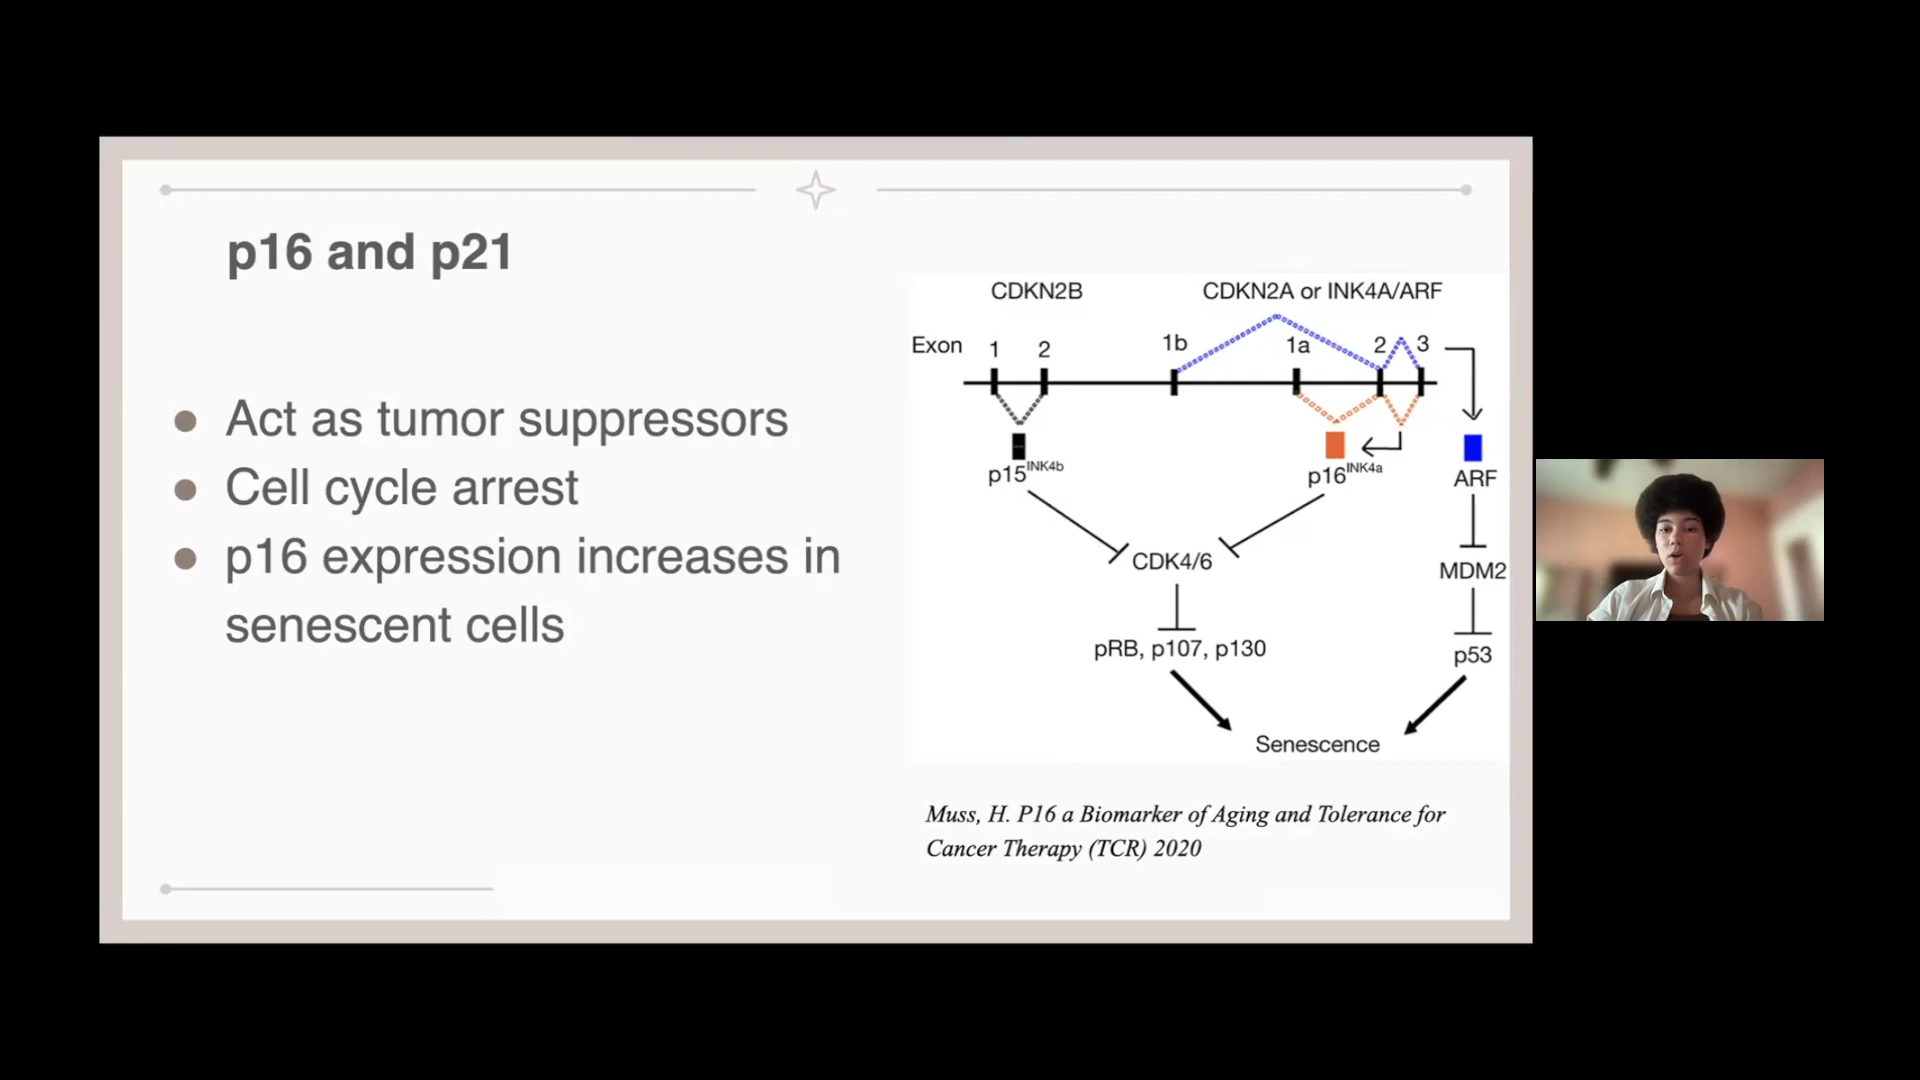 p16 and p21
Act as tumor suppressors
Cell cycle arrest
p16 expression increases in
senescent cells
CDKN2B
CDKN2A or INK4A/ARF
Exon 1 2 1b 1a 2 3
p15INK4b
p16INK4a
ARF
CDK4/6
MDM2
pRB, p107, p130
p53
Senescence
Muss, H. P16 a Biomarker of Aging and Tolerance for
Cancer Therapy (TCR) 2020